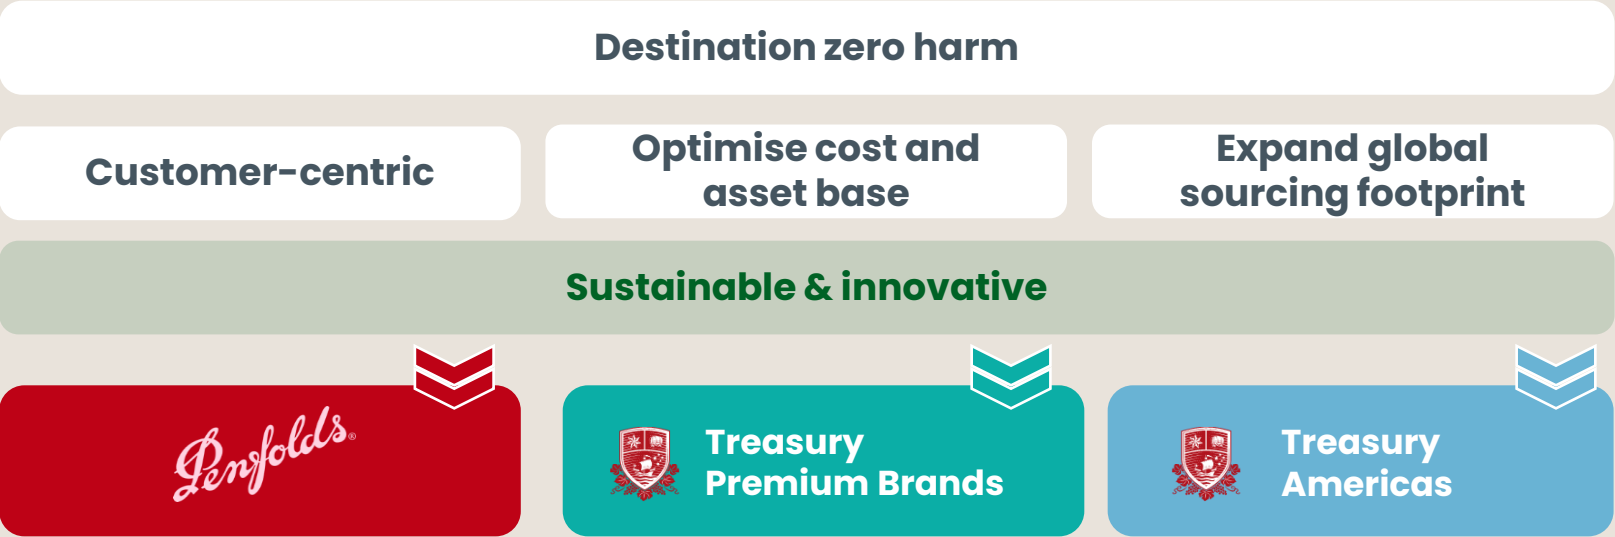 Destination zero harm
Customer-centric
Optimise cost and
asset base
Expand global
sourcing footprint
Sustainable & innovative
Penfolds®
Treasury
Premium Brands
Treasury
Americas